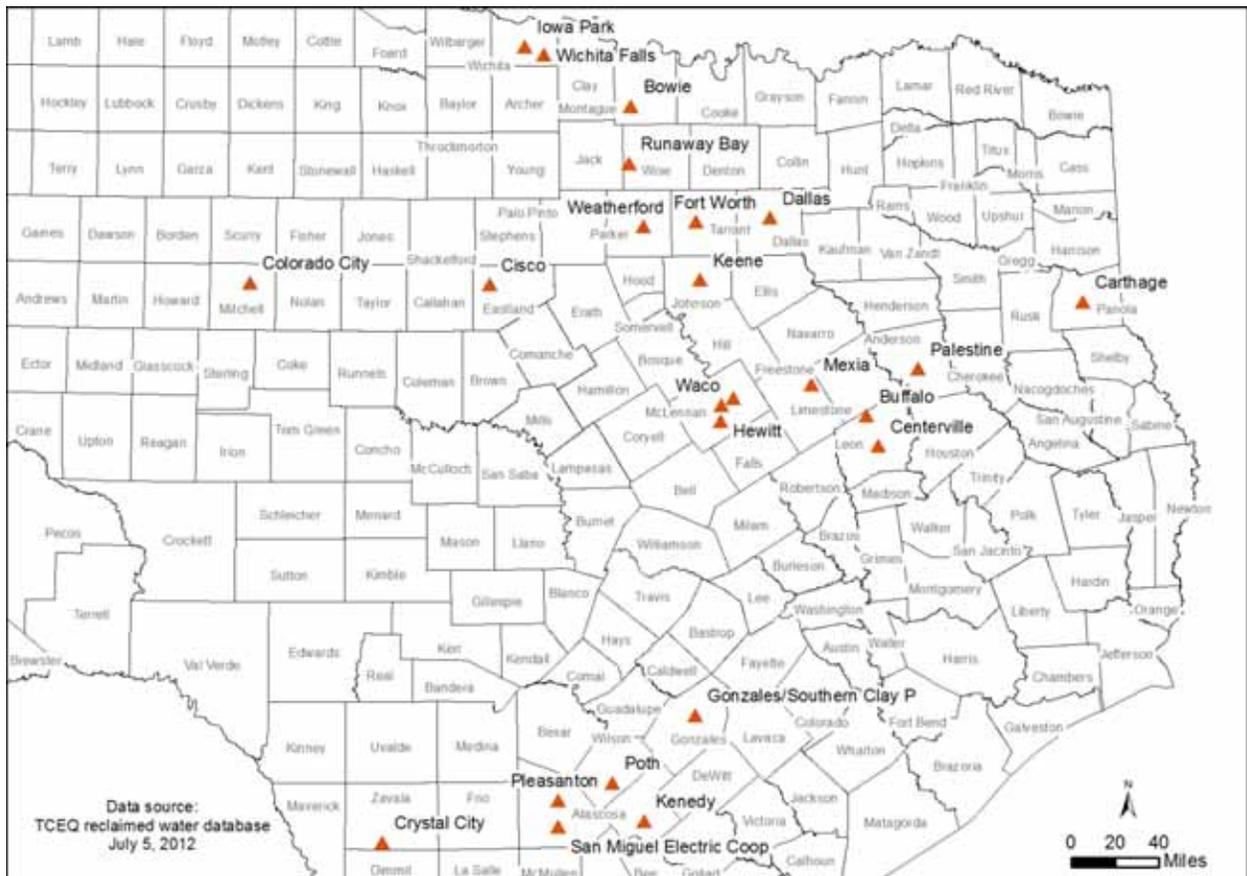 Iowa Park
Lamb Hale Floyd Motley Cottle Foard Wilbarger
Wichita Wichita Falls
Clay Bowie Grayson Fannin Lamar Red River
Hockley Lubbock Crosby Dickens King Knox Baylor Archer Montague Cooke Bowie
Delta
Throckmorton Runaway Bay Titus
Terry Lynn Garza Kent Stonewall Haskell Young Jack Wise Denton Collin Hunt Hopkins Morris Cass
Franklin
Palo Pinto Weatherford Fort Worth Dallas Rains Wood Upshur Marion
Gaines Dawson Borden Scurry Fisher Jones Stephens Parker Tarrant Dallas Kaufman Van Zandt Harrison
Shackelford Gregg
Colorado City Cisco Hood Keene Smith Carthage
Andrews Martin Howard Mitchell Nolan Taylor Callahan Eastland Erath Johnson Ellis Henderson Rusk Panola
Somervell Navarro Anderson
Comanche Bosque Hill Shelby
Ector Midland Glasscock Sterling Coke Runnels Coleman Brown Freestone Mexia Palestine Cherokee
Hamilton Waco Buffalo Nacogdoches
Mills McLennan Limestone San Augustine
Crane Upton Reagan Irion Tom Green Concho Coryell Hewitt Leon Centerville Houston Angelina Sabine
McCulloch San Saba Lampasas Falls Trinity
Bell Robertson Madison
Schleicher Menard Burnet Milam Walker Polk Tyler Jasper Newton
Pecos Crockett Mason Llano Williamson Brazos San Jacinto
Sutton Kimble Burleson Grimes Hardin
Gillespie Blanco Travis Lee Washington Montgomery Liberty
Terrell Orange
Hays Bastrop Austin Waller
Brewster Val Verde Edwards Real Kerr Kendall Comal Caldwell Fayette Harris Chambers Jefferson
Bandera
Gonzales/Southern Clay P
Guadalupe Colorado Fort Bend Galveston
Kinney Uvalde Medina Bexar Wilson Gonzales Lavaca Wharton
Poth DeWitt Brazoria
Pleasanton
Data source: Maverick Zavala Frio Atascosa Kenedy Jackson
TCEQ reclaimed water database Crystal City Victoria Matagorda
July 5, 2012 San Miguel Electric Coop
Dimmit La Salle McMullen Bee Goliad Calhoun
N
0 20 40
Miles